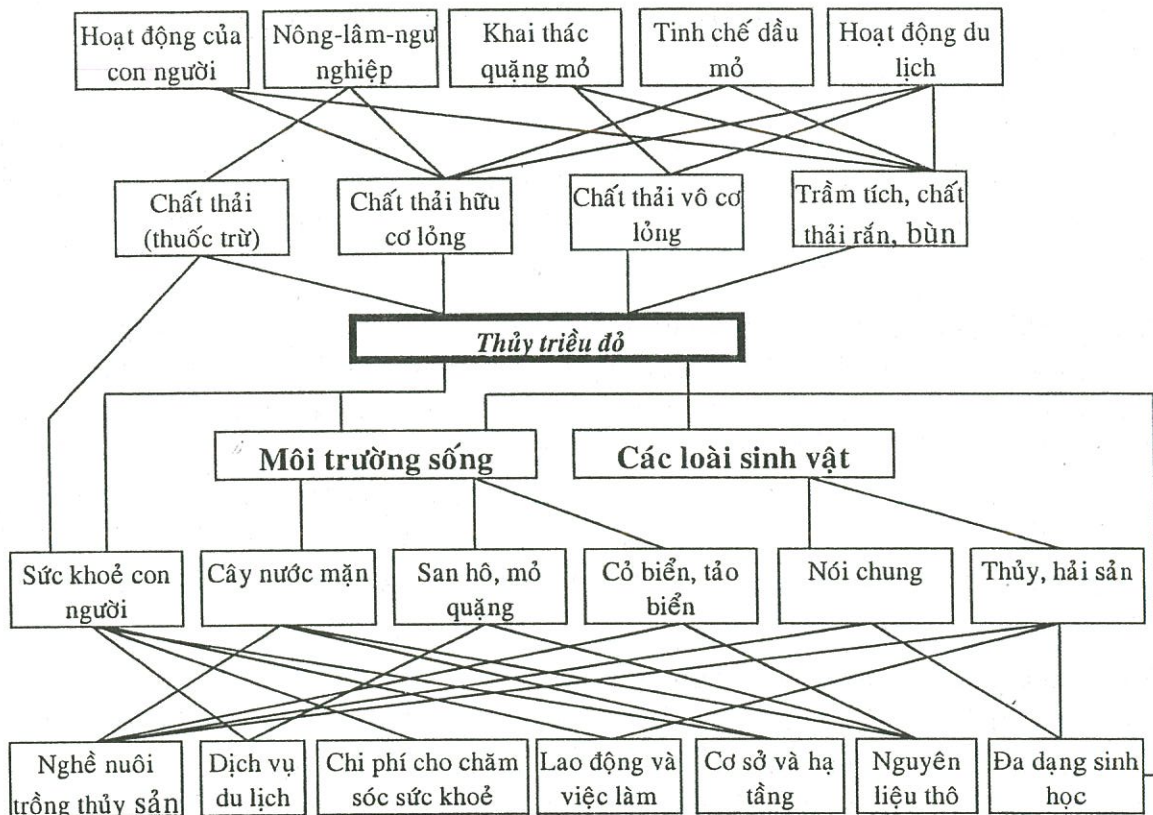 Hoạt động của
con người
Nông-lâm-ngư
nghiệp
Khai thác
quặng mỏ
Tinh chế dầu
mỏ
Hoạt động du
lịch
Chất thải
(thuốc trừ)
Chất thải hữu
cơ lỏng
Chất thải vô cơ
lỏng
Trầm tích, chất
thải rắn, bùn
Thủy triều đỏ
Môi trường sống
Các loài sinh vật
Sức khoẻ con
người
Cây nước mặn
San hô, mỏ
quặng
Cỏ biển, tảo
biển
Nói chung
Thủy, hải sản
Nghề nuôi
trồng thủy sản
Dịch vụ
du lịch
Chi phí cho chăm
sóc sức khoẻ
Lao động và
việc làm
Cơ sở và hạ
tầng
Nguyên
liệu thô
Đa dạng sinh
học